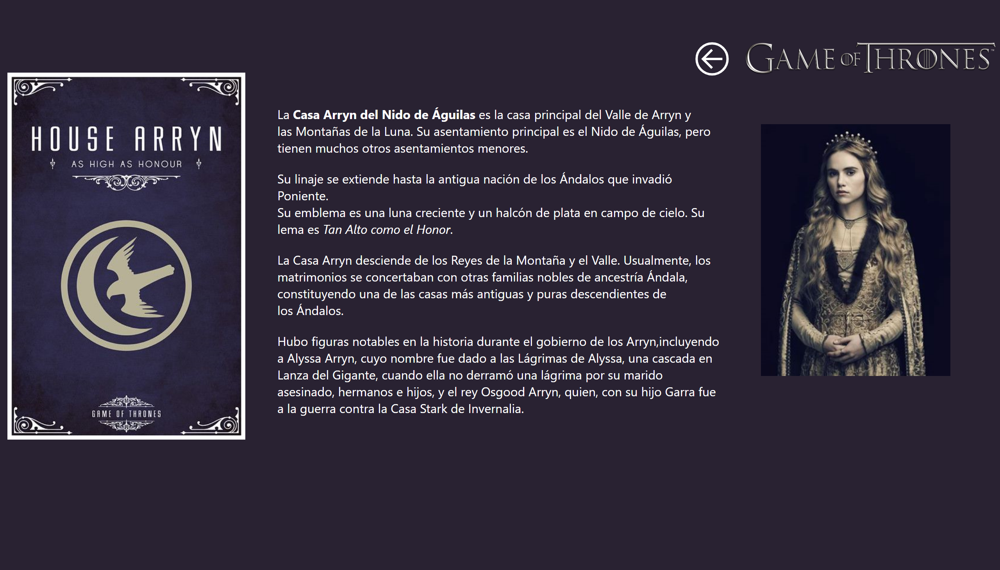 GAME OF THRONES™
HOUSE ARRYN
AS HIGH AS HONOUR
GAME OF THRONES
La Casa Arryn del Nido de Águilas es la casa principal del Valle de Arryn y
las Montañas de la Luna. Su asentamiento principal es el Nido de Águilas, pero
tienen muchos otros asentamientos menores.
Su linaje se extiende hasta la antigua nación de los Ándalos que invadió
Poniente.
Su emblema es una luna creciente y un halcón de plata en campo de cielo. Su
lema es Tan Alto como el Honor.
La Casa Arryn desciende de los Reyes de la Montaña y el Valle. Usualmente, los
matrimonios se concertaban con otras familias nobles de ancestría Ándala,
constituyendo una de las casas más antiguas y puras descendientes de
los Ándalos.
Hubo figuras notables en la historia durante el gobierno de los Arryn,incluyendo
a Alyssa Arryn, cuyo nombre fue dado a las Lágrimas de Alyssa, una cascada en
Lanza del Gigante, cuando ella no derramó una lágrima por su marido
asesinado, hermanos e hijos, y el rey Osgood Arryn, quien, con su hijo Garra fue
a la guerra contra la Casa Stark de Invernalia.